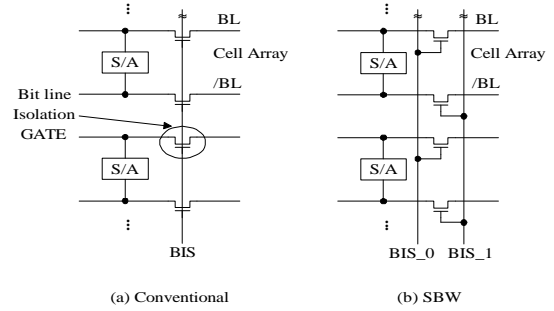 BL
Cell Array
S/A
/BL
Bit line
Isolation
GATE
S/A
BIS
(a) Conventional
BL
Cell Array
S/A
/BL
S/A
BIS_0 BIS_1
(b) SBW